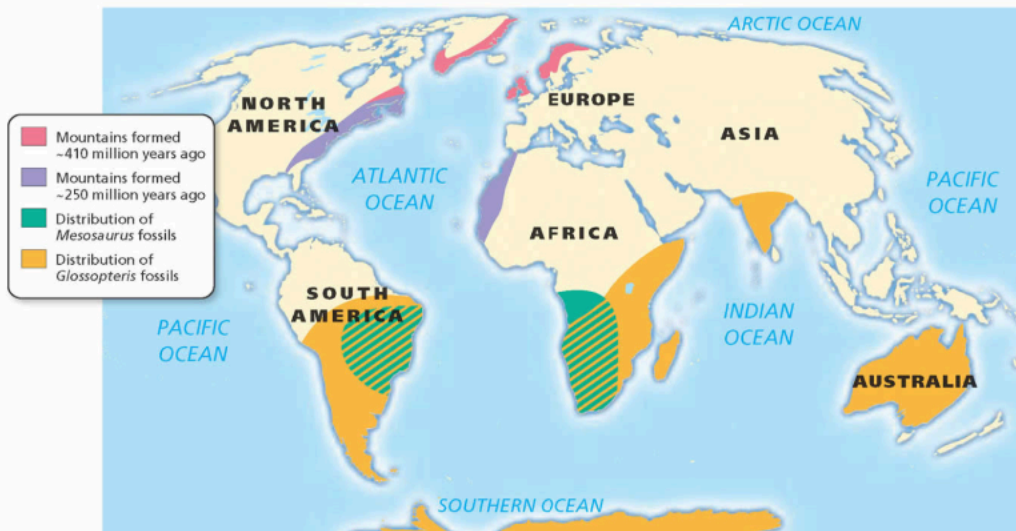 ARCTIC OCEAN
NORTH
AMERICA
EUROPE
ASIA
Mountains formed
~410 million years ago
Mountains formed
~250 million years ago
Distribution of
Mesosaurus fossils
Distribution of
Glossopteris fossils
ATLANTIC
OCEAN
PACIFIC
OCEAN
AFRICA
SOUTH
AMERICA
PACIFIC
OCEAN
INDIAN
OCEAN
AUSTRALIA
SOUTHERN OCEAN